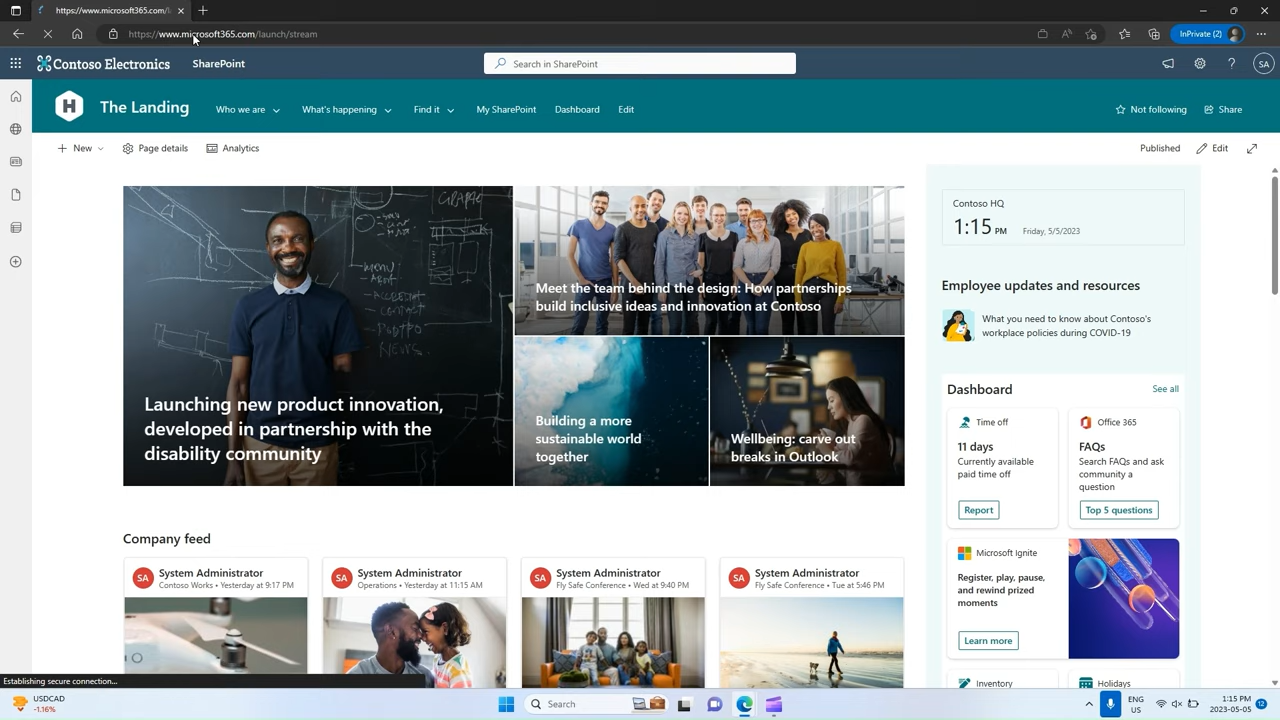 https://www.microsoft365.com/l
https://www.microsoft365.com/launch/stream
InPrivate (2)
Contoso Electronics
SharePoint
Search in SharePoint
SA
H
The Landing
Who we are
What's happening
Find it
My SharePoint
Dashboard
Edit
Not following
Share
New
Page details
Analytics
Published
Edit
Launching new product innovation,
developed in partnership with the
disability community
Meet the team behind the design: How partnerships
build inclusive ideas and innovation at Contoso
Building a more
sustainable world
together
Wellbeing: carve out
breaks in Outlook
Contoso HQ
1:15 PM
Friday, 5/5/2023
Employee updates and resources
What you need to know about Contoso's
workplace policies during COVID-19
Dashboard
See all
Time off
11 days
Currently available
paid time off
Report
Office 365
FAQs
Search FAQs and ask
community a
question
Top 5 questions
Microsoft Ignite
Register, play, pause,
and rewind prized
moments
Learn more
Inventory
Holidays
Company feed
SA
System Administrator
Contoso Works • Yesterday at 9:17 PM
SA
System Administrator
Operations • Yesterday at 11:15 AM
SA
System Administrator
Fly Safe Conference • Wed at 9:40 PM
SA
System Administrator
Fly Safe Conference • Tue at 5:46 PM
Establishing secure connection...
USDCAD
-1.16%
Search
ENG
US
1:15 PM
2023-05-05
12